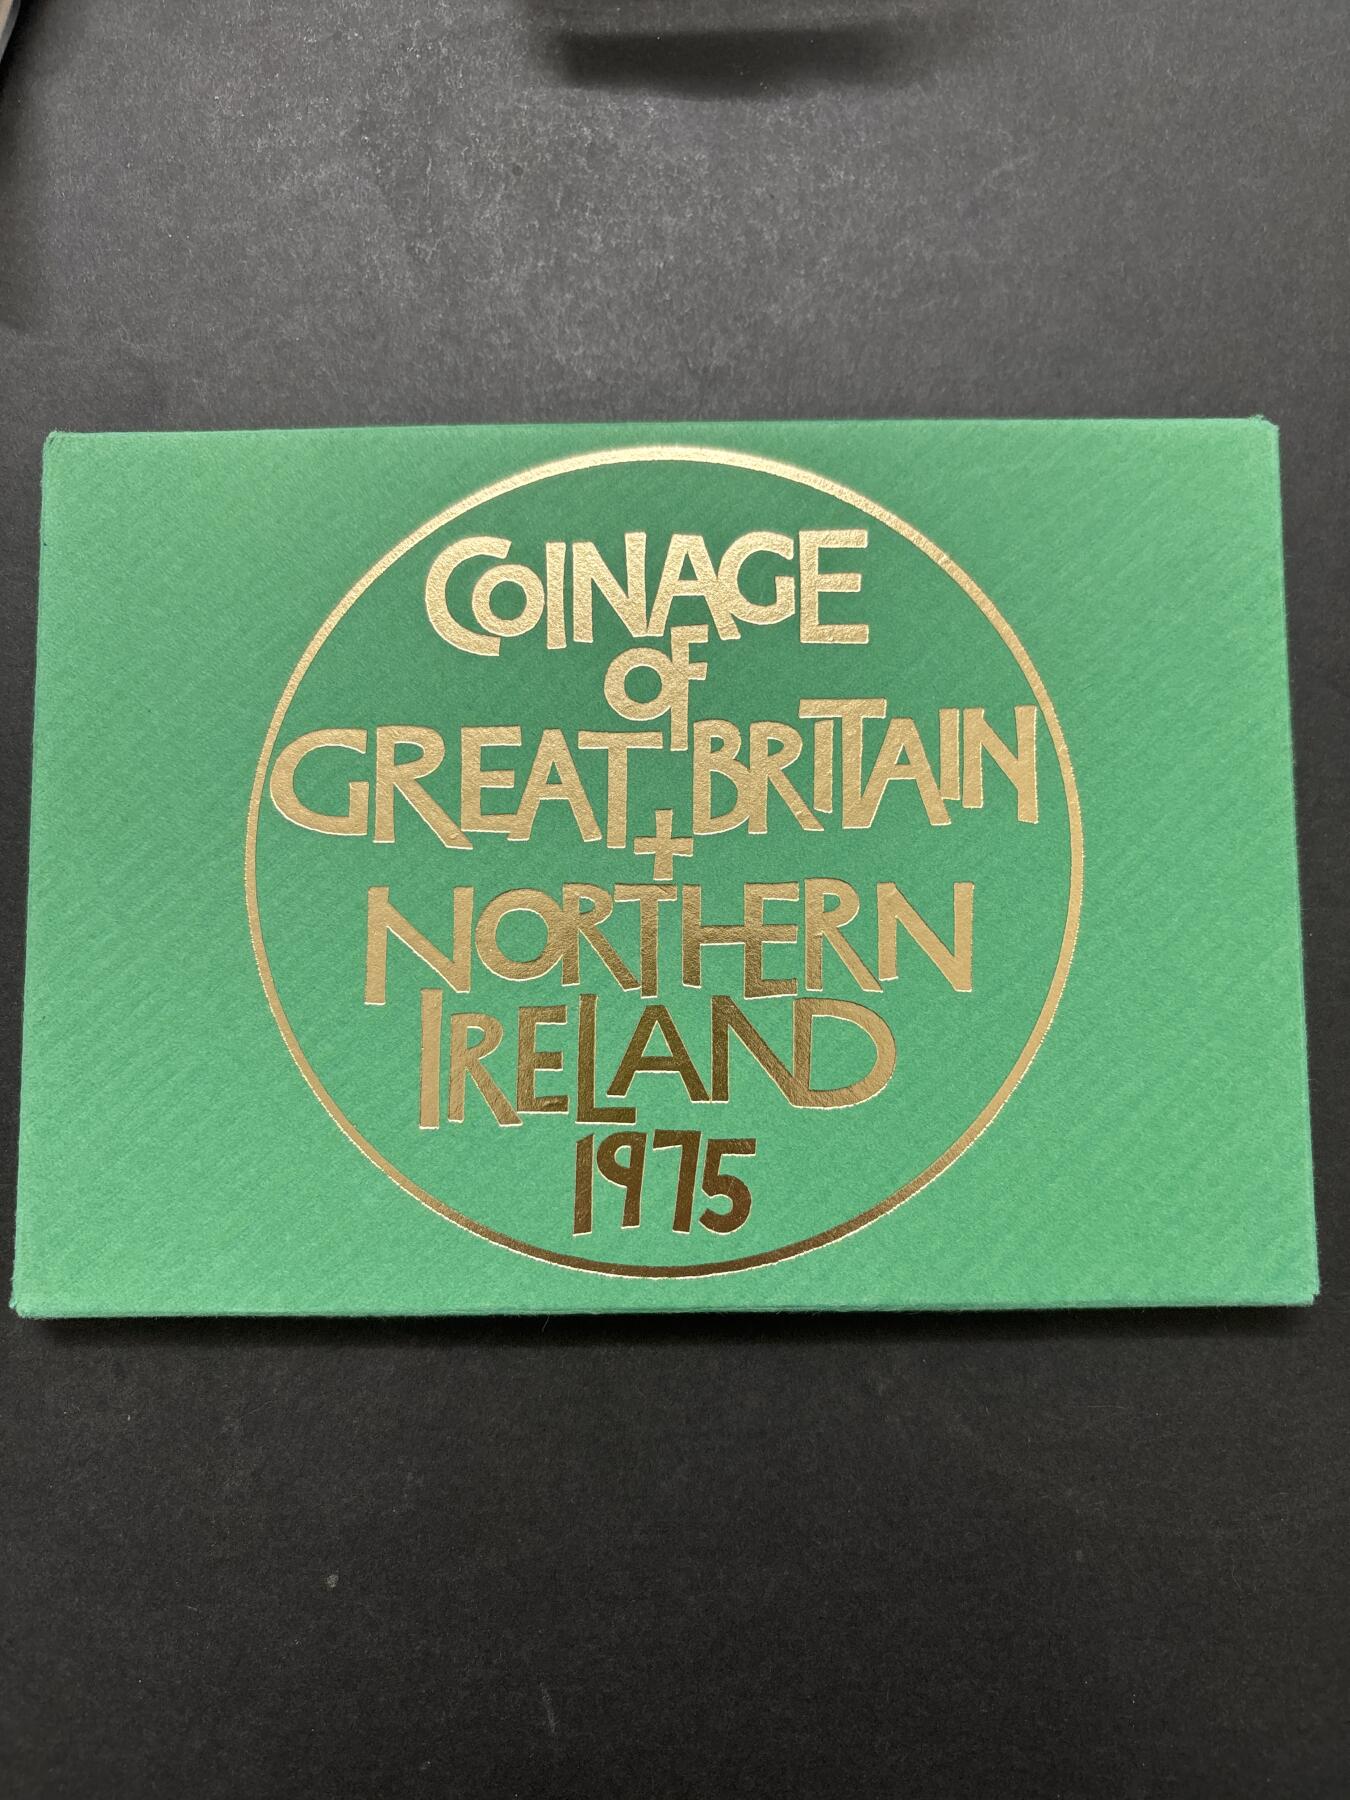 COINAGE
OF
GREAT BRITAIN
+
NORTHERN
IRELAND
1975